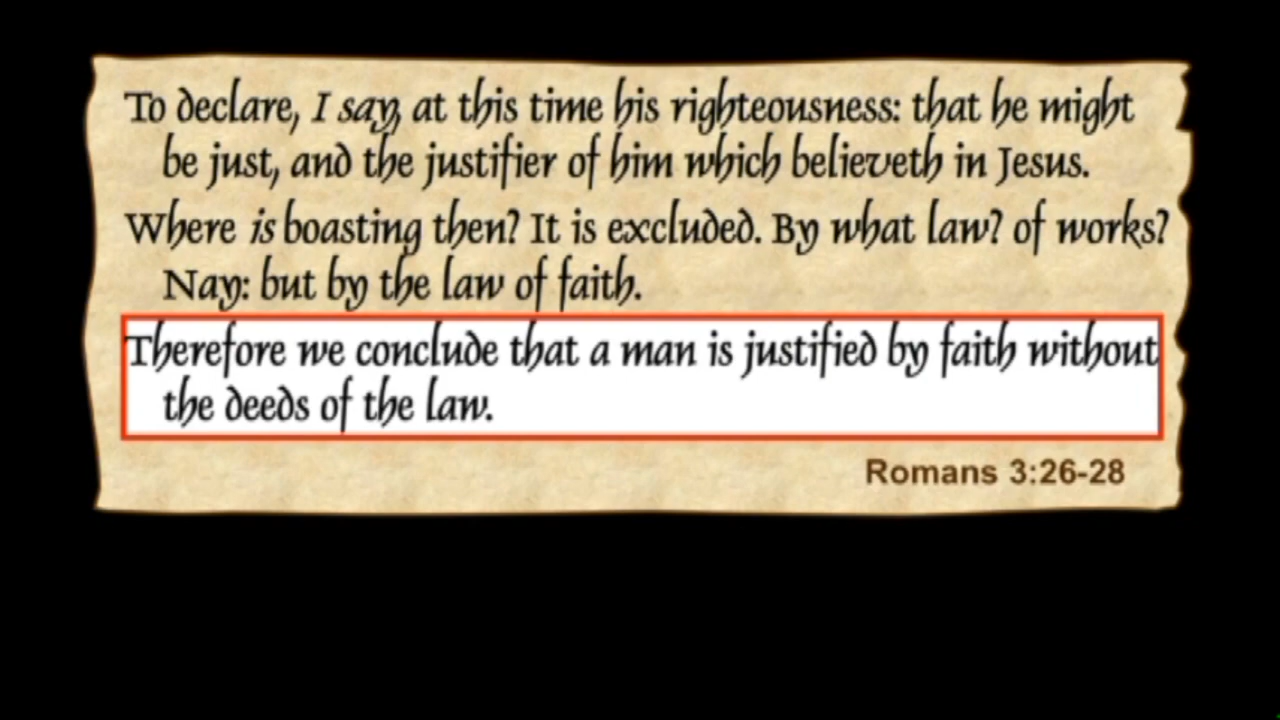 To declare, I say, at this time his righteousness: that he might
be just, and the justifier of him which believeth in Jesus.
Where is boasting then? It is excluded. By what law? of works?
Nay: but by the law of faith.
Therefore we conclude that a man is justified by faith without
the deeds of the law.
Romans 3:26-28